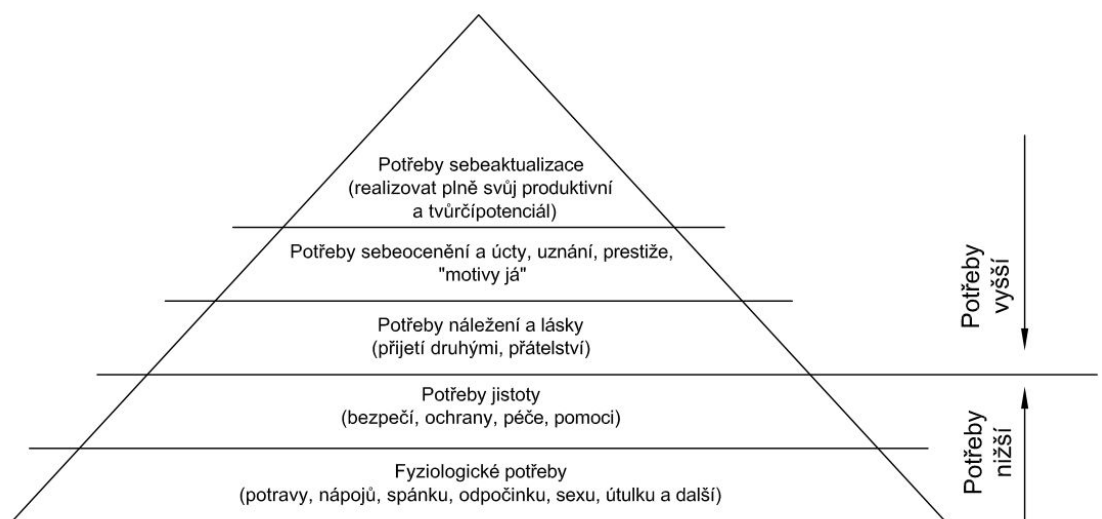 Potřeby sebeaktualizace
(realizovat plně svůj produktivní
a tvůrčípotenciál)
Potřeby sebeocenění a úcty, uznání, prestiže,
"motivy já"
Potřeby náležení a lásky
(přijetí druhými, přátelství)
Potřeby jistoty
(bezpečí, ochrany, péče, pomoci)
Fyziologické potřeby
(potravy, nápojů, spánku, odpočinku, sexu, útulku a další)
Potřeby
vyšší
Potřeby
nižší